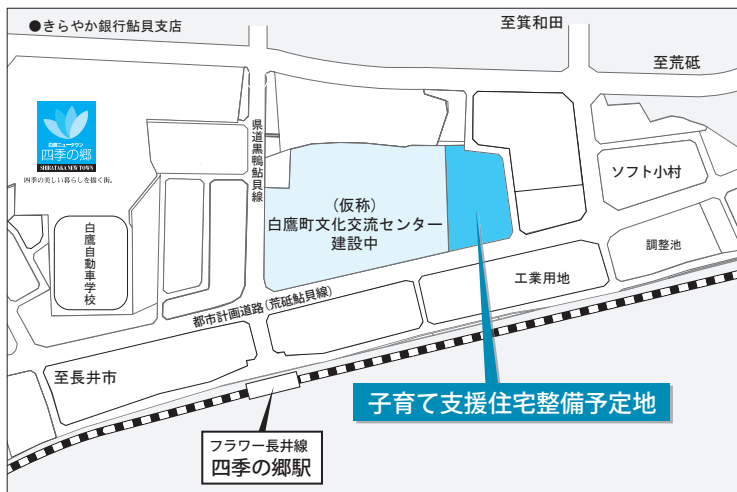 ●きらやか銀行鮎貝支店
至箕和田
至荒砥
白鷹ニュータウン
四季の郷
SHIRATAKA NEW TOWN
四季の美しい暮らしを描く街。
県道黒鴨鮎貝線
ソフト小村
(仮称)
白鷹町文化交流センター
建設中
白鷹自動車学校
調整池
工業用地
都市計画道路(荒砥鮎貝線)
至長井市
子育て支援住宅整備予定地
フラワー長井線
四季の郷駅